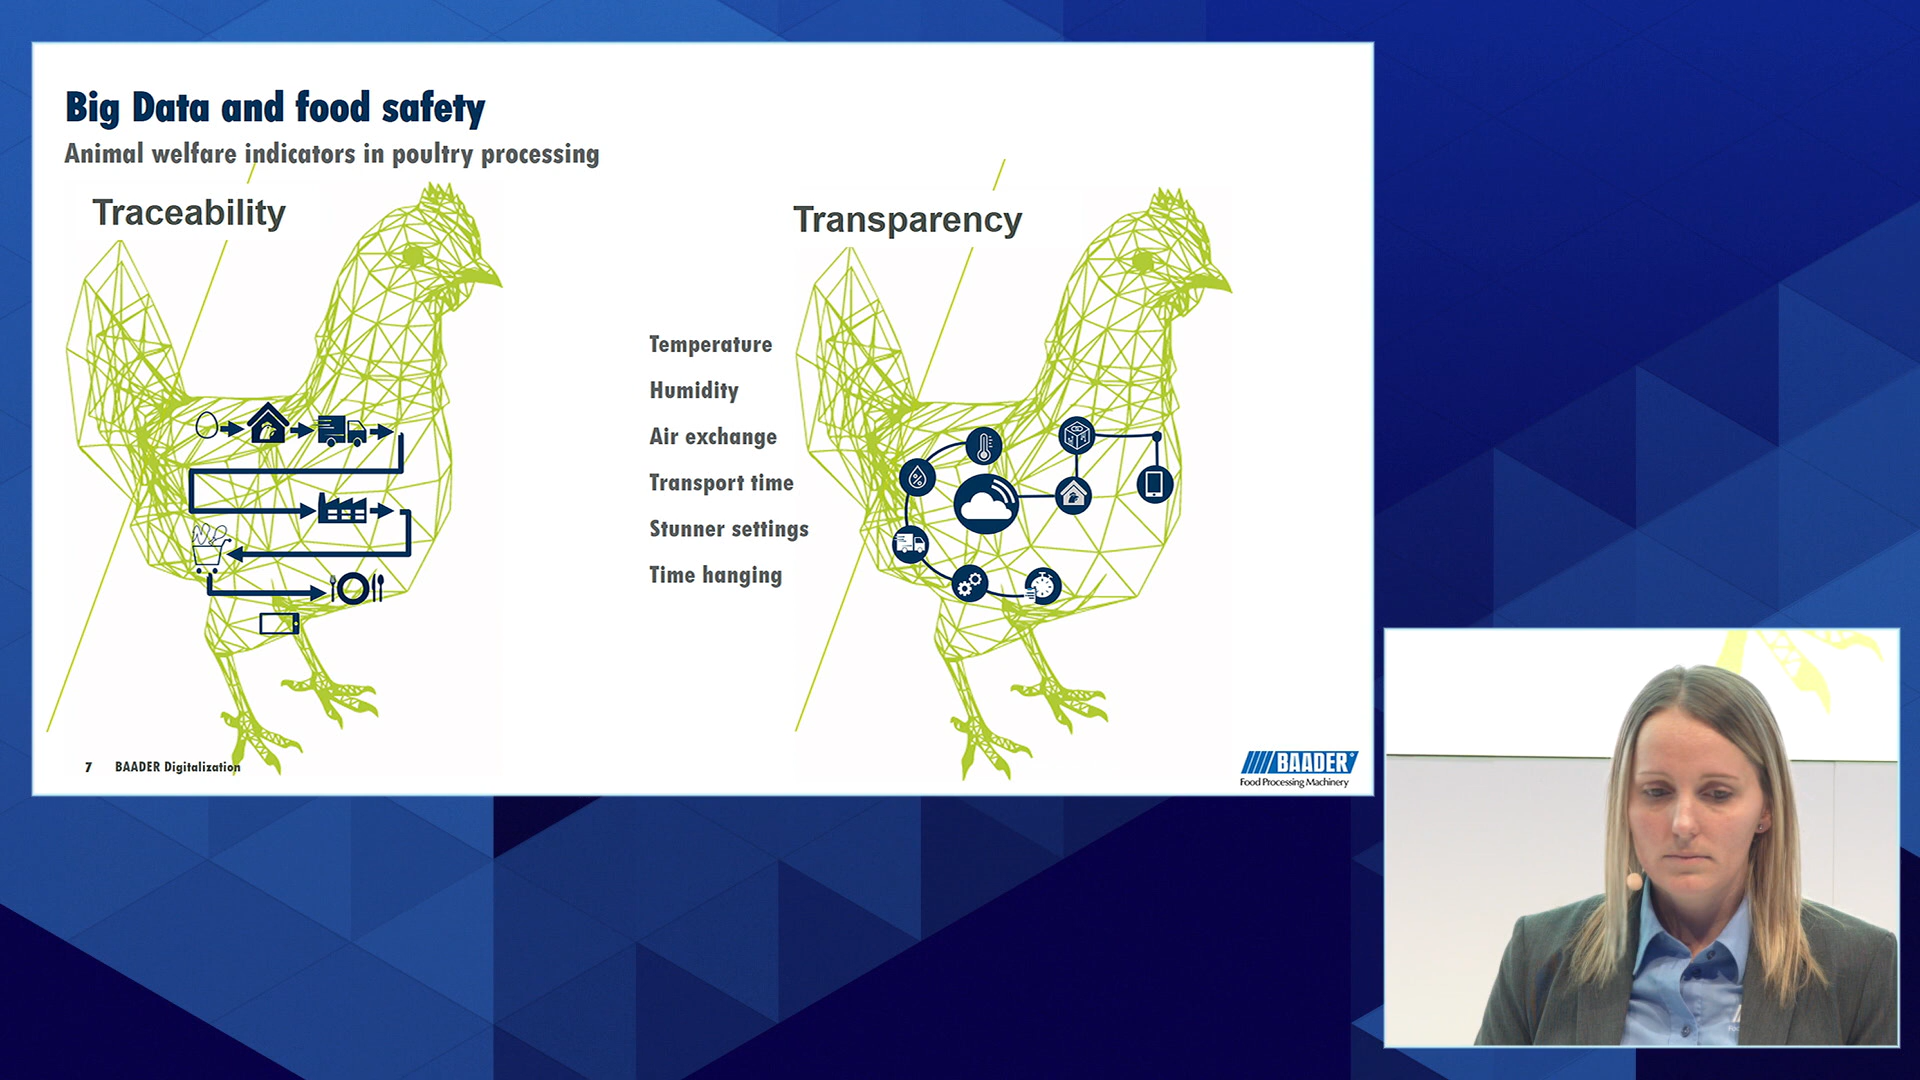 Big Data and food safety
Animal welfare indicators in poultry processing
Traceability
Transparency
Temperature
Humidity
Air exchange
Transport time
Stunner settings
Time hanging
7 BAADER Digitalization
BAADER
Food Processing Machinery